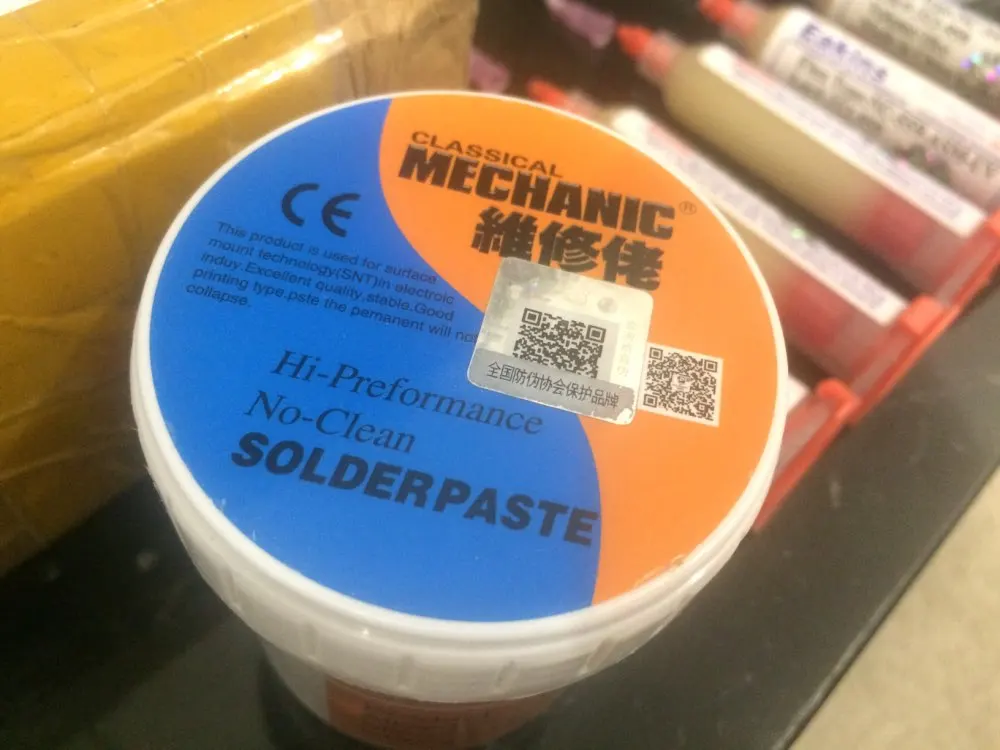 CLASSICAL
MECHANIC®
維修佬
CE
This product is used for surface
mount technology(SNT)in electroic
induy.Excellent quality,stable.Good
printing type.pste the pemanent will not
collapse.
全国防伪协会保护品牌
Hi-Preformance
No-Clean
SOLDERPASTE